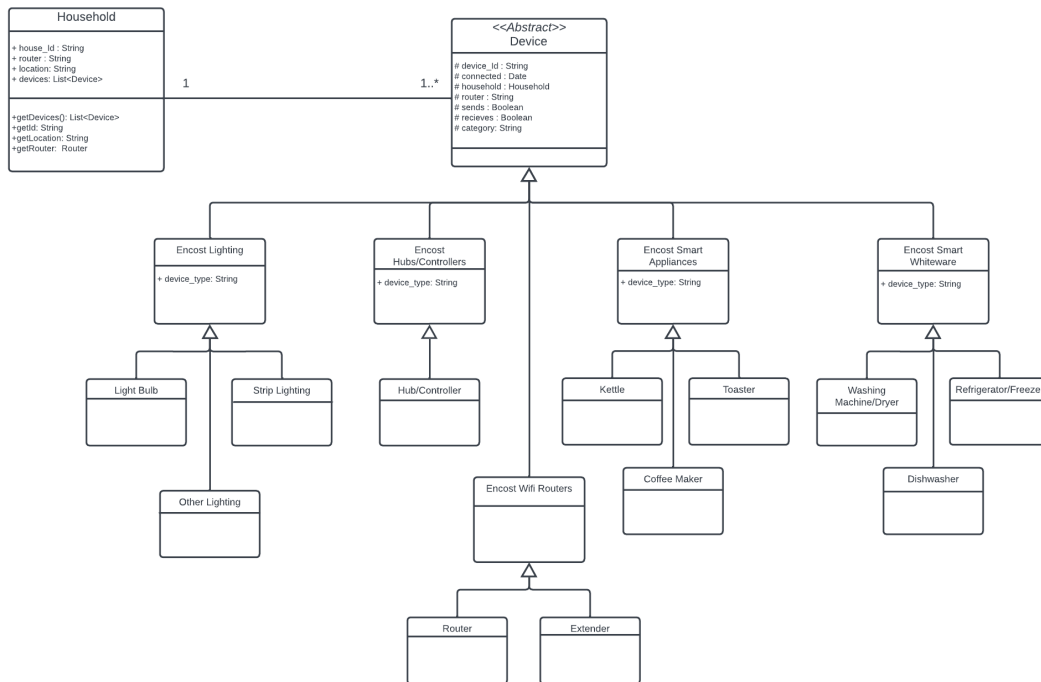 Household
+ house_Id : String
+ router : String
+ location: String
+ devices: List<Device>
+getDevices(): List<Device>
+getId: String
+getLocation: String
+getRouter:  Router
1
1..*
<<Abstract>>
Device
# device_Id : String
# connected : Date
# household : Household
# router : String
# sends : Boolean
# recieves : Boolean
# category: String
Encost Lighting
+ device_type: String
Encost
Hubs/Controllers
+ device_type: String
Encost Smart
Appliances
+ device_type: String
Encost Smart
Whiteware
+ device_type: String
Light Bulb
Strip Lighting
Hub/Controller
Kettle
Toaster
Washing
Machine/Dryer
Refrigerator/Freeze
Other Lighting
Encost Wifi Routers
Coffee Maker
Dishwasher
Router
Extender